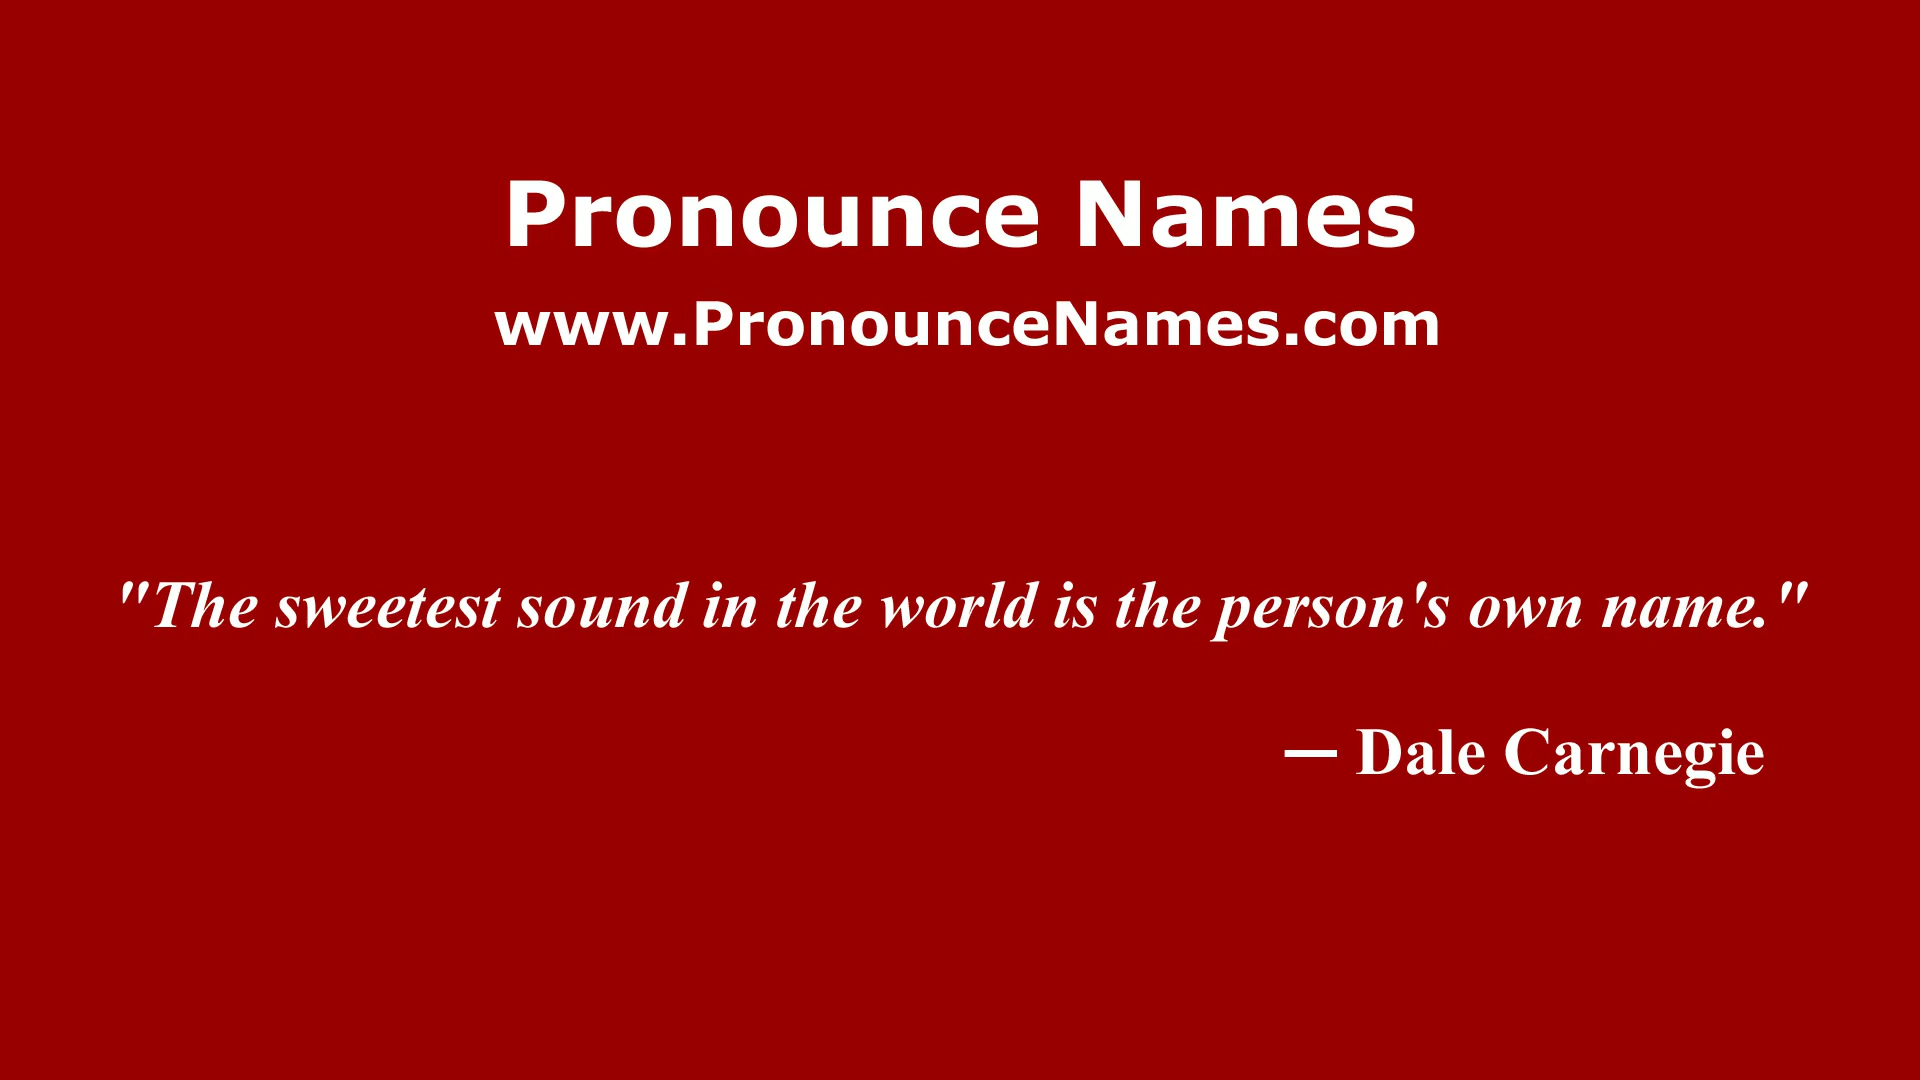 Pronounce Names
www.PronounceNames.com
"The sweetest sound in the world is the person's own name."
— Dale Carnegie